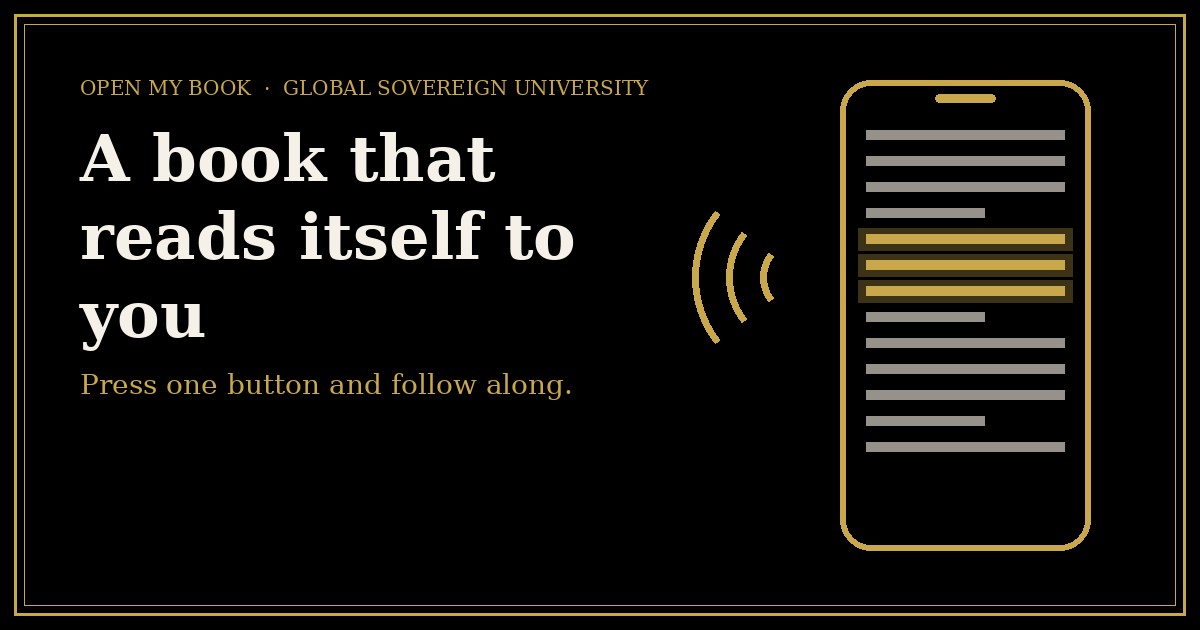 OPEN MY BOOK · GLOBAL SOVEREIGN UNIVERSITY
A book that
reads itself to
you
Press one button and follow along.